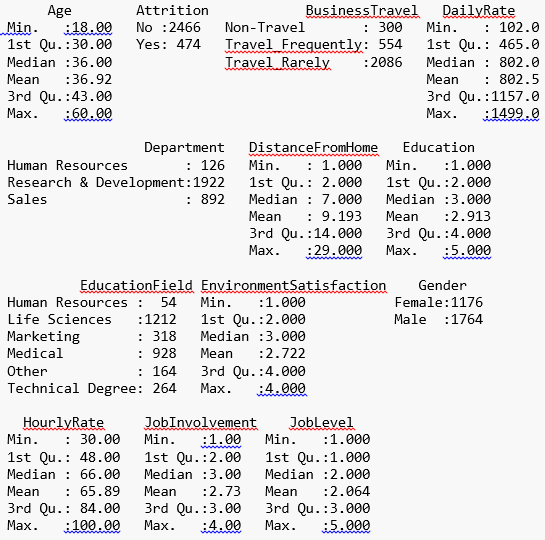 Age Attrition BusinessTravel DailyRate
Min. :18.00 No :2466 Non-Travel : 300 Min. : 102.0
1st Qu.:30.00 Yes: 474 Travel_Frequently: 554 1st Qu.: 465.0
Median :36.00 Travel_Rarely :2086 Median : 802.0
Mean :36.92 Mean : 802.5
3rd Qu.:43.00 3rd Qu.:1157.0
Max. :60.00 Max. :1499.0
Department DistanceFromHome Education
Human Resources : 126 Min. : 1.000 Min. :1.000
Research & Development:1922 1st Qu.: 2.000 1st Qu.:2.000
Sales : 892 Median : 7.000 Median :3.000
Mean : 9.193 Mean :2.913
3rd Qu.:14.000 3rd Qu.:4.000
Max. :29.000 Max. :5.000
EducationField EnvironmentSatisfaction Gender
Human Resources : 54 Min. :1.000 Female:1176
Life Sciences :1212 1st Qu.:2.000 Male :1764
Marketing : 318 Median :3.000
Medical : 928 Mean :2.722
Other : 164 3rd Qu.:4.000
Technical Degree: 264 Max. :4.000
HourlyRate JobInvolvement JobLevel
Min. : 30.00 Min. :1.00 Min. :1.000
1st Qu.: 48.00 1st Qu.:2.00 1st Qu.:1.000
Median : 66.00 Median :3.00 Median :2.000
Mean : 65.89 Mean :2.73 Mean :2.064
3rd Qu.: 84.00 3rd Qu.:3.00 3rd Qu.:3.000
Max. :100.00 Max. :4.00 Max. :5.000